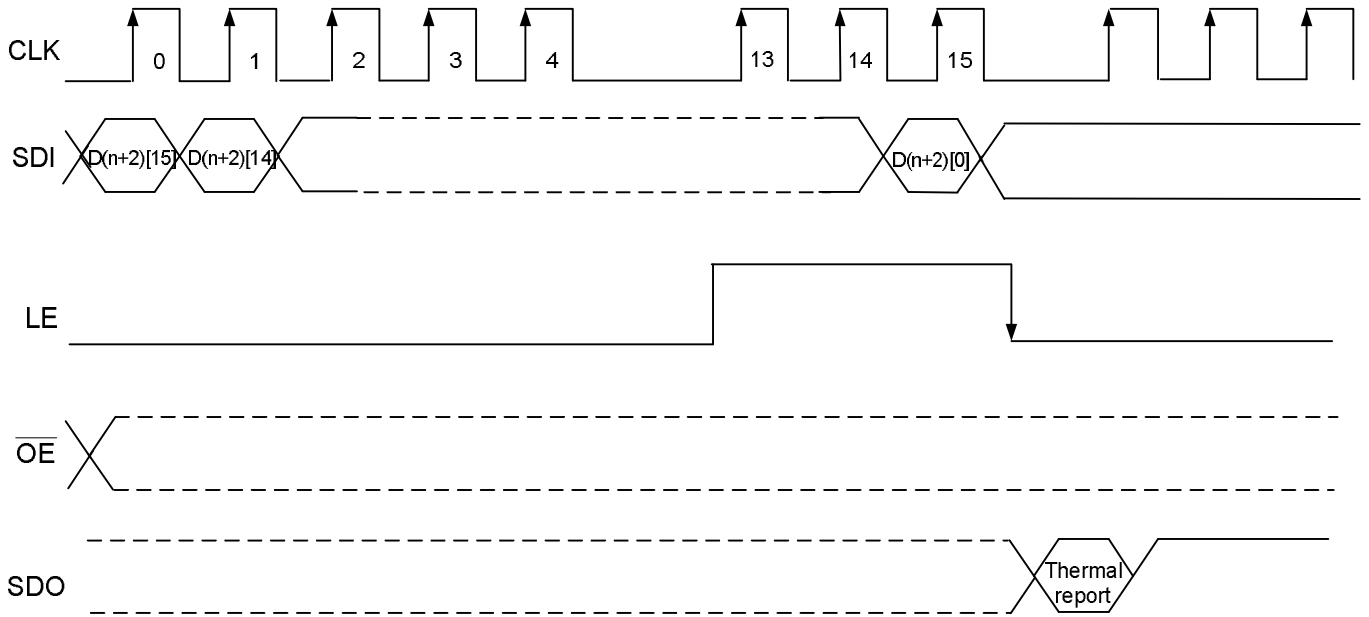 CLK
0 1 2 3 4 13 14 15
SDI
D(n+2)[15] D(n+2)[14] D(n+2)[0]
LE
OE
SDO
Thermal
report